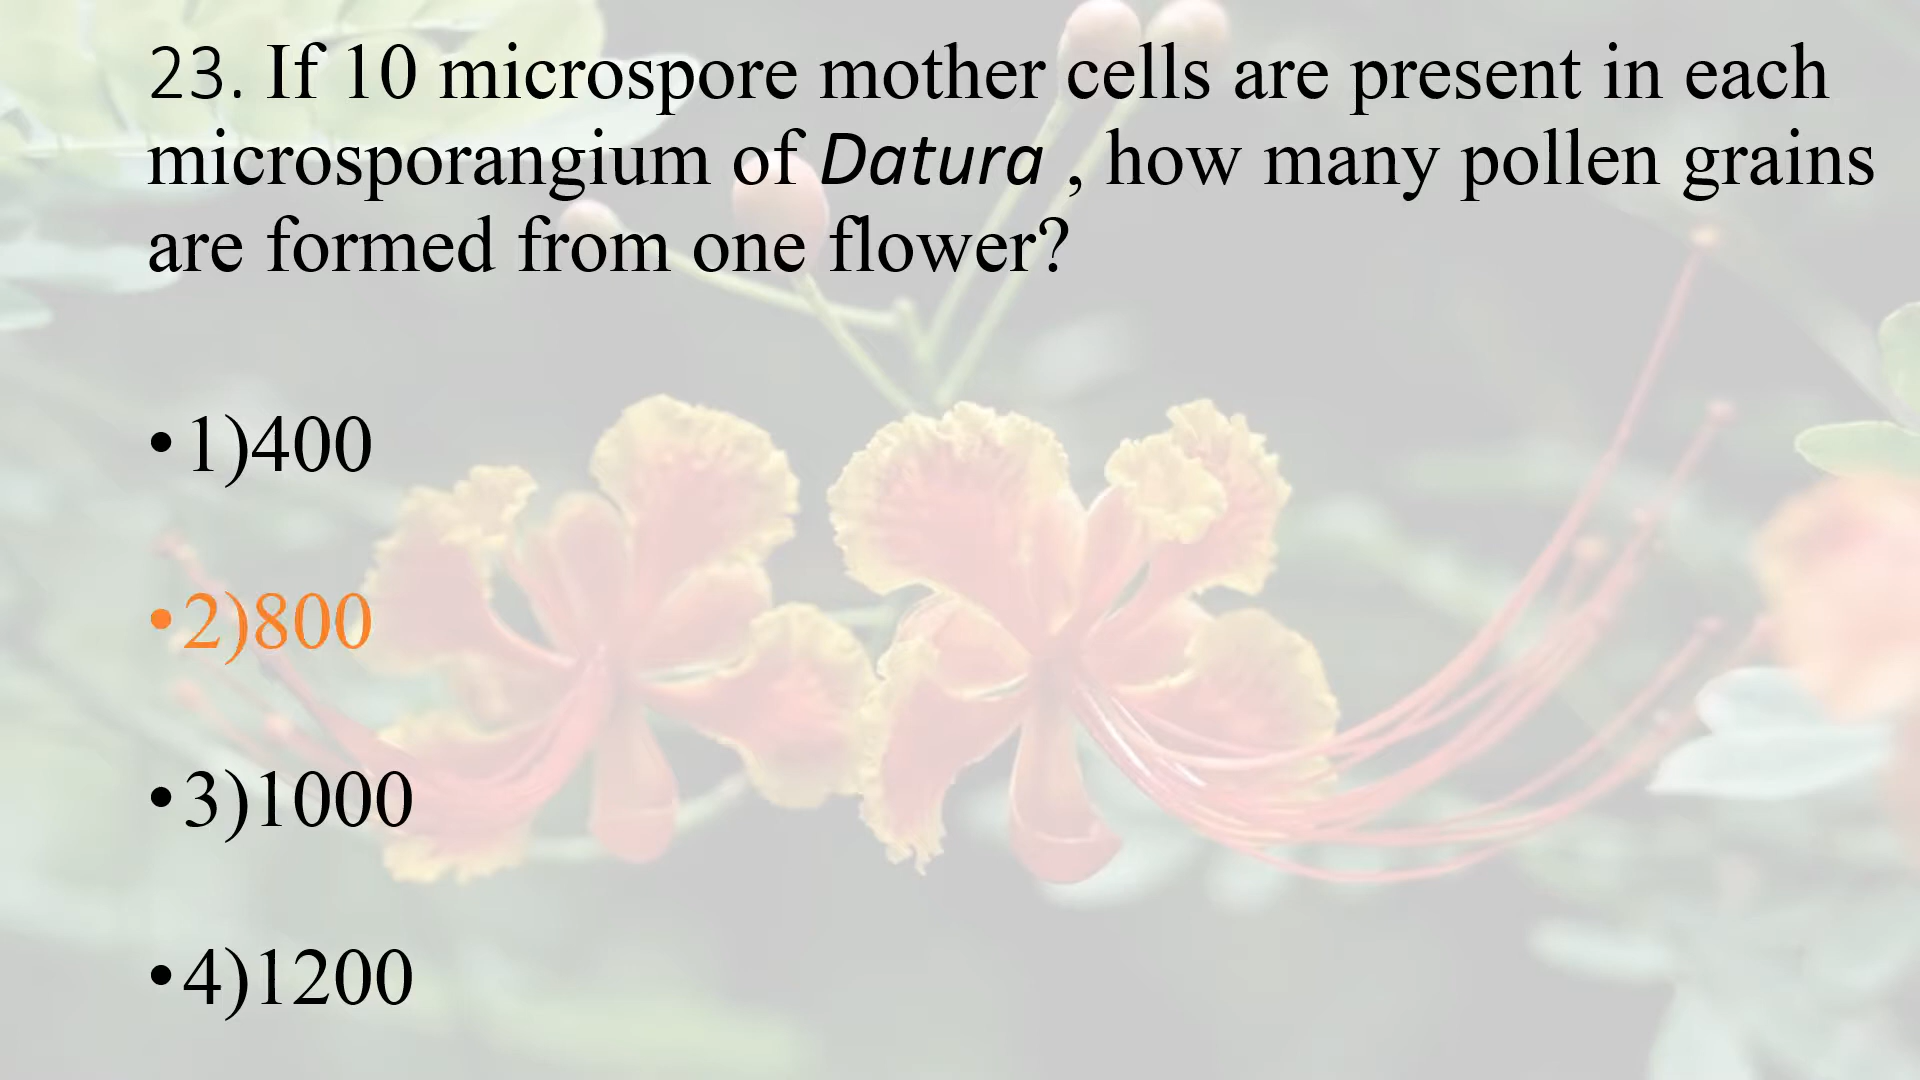 23. If 10 microspore mother cells are present in each
microsporangium of Datura , how many pollen grains
are formed from one flower?
• 1)400
• 2)800
• 3)1000
• 4)1200